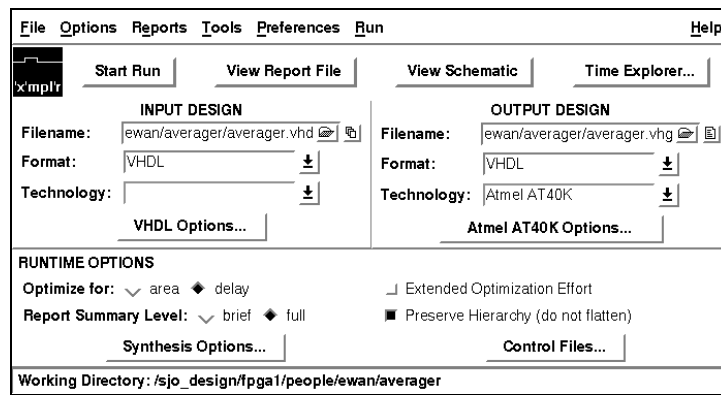 File Options Reports Tools Preferences Run Help
'x'mpl'r Start Run View Report File View Schematic Time Explorer...
INPUT DESIGN OUTPUT DESIGN
Filename: ewan/averager/averager.vhd Filename: ewan/averager/averager.vhg
Format: VHDL Format: VHDL
Technology: Technology: Atmel AT40K
VHDL Options... Atmel AT40K Options...
RUNTIME OPTIONS
Optimize for: area delay Extended Optimization Effort
Report Summary Level: brief full Preserve Hierarchy (do not flatten)
Synthesis Options... Control Files...
Working Directory: /sjo_design/fpga1/people/ewan/averager